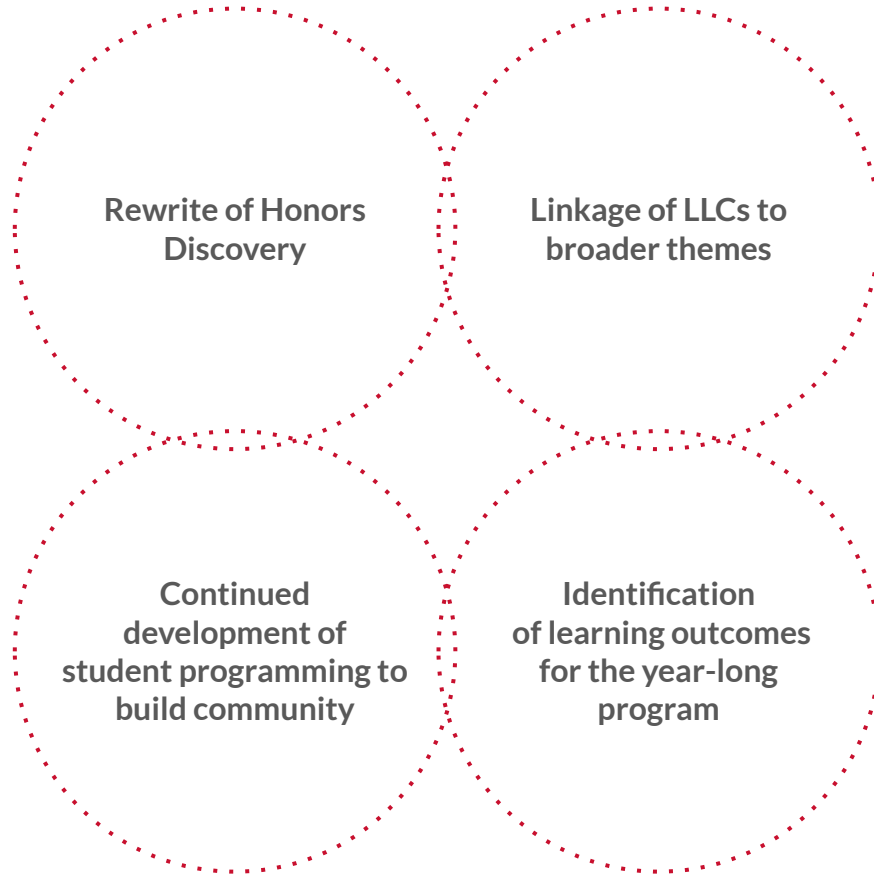 Rewrite of Honors
Discovery
Linkage of LLCs to
broader themes
Continued
development of
student programming to
build community
Identification
of learning outcomes
for the year-long
program